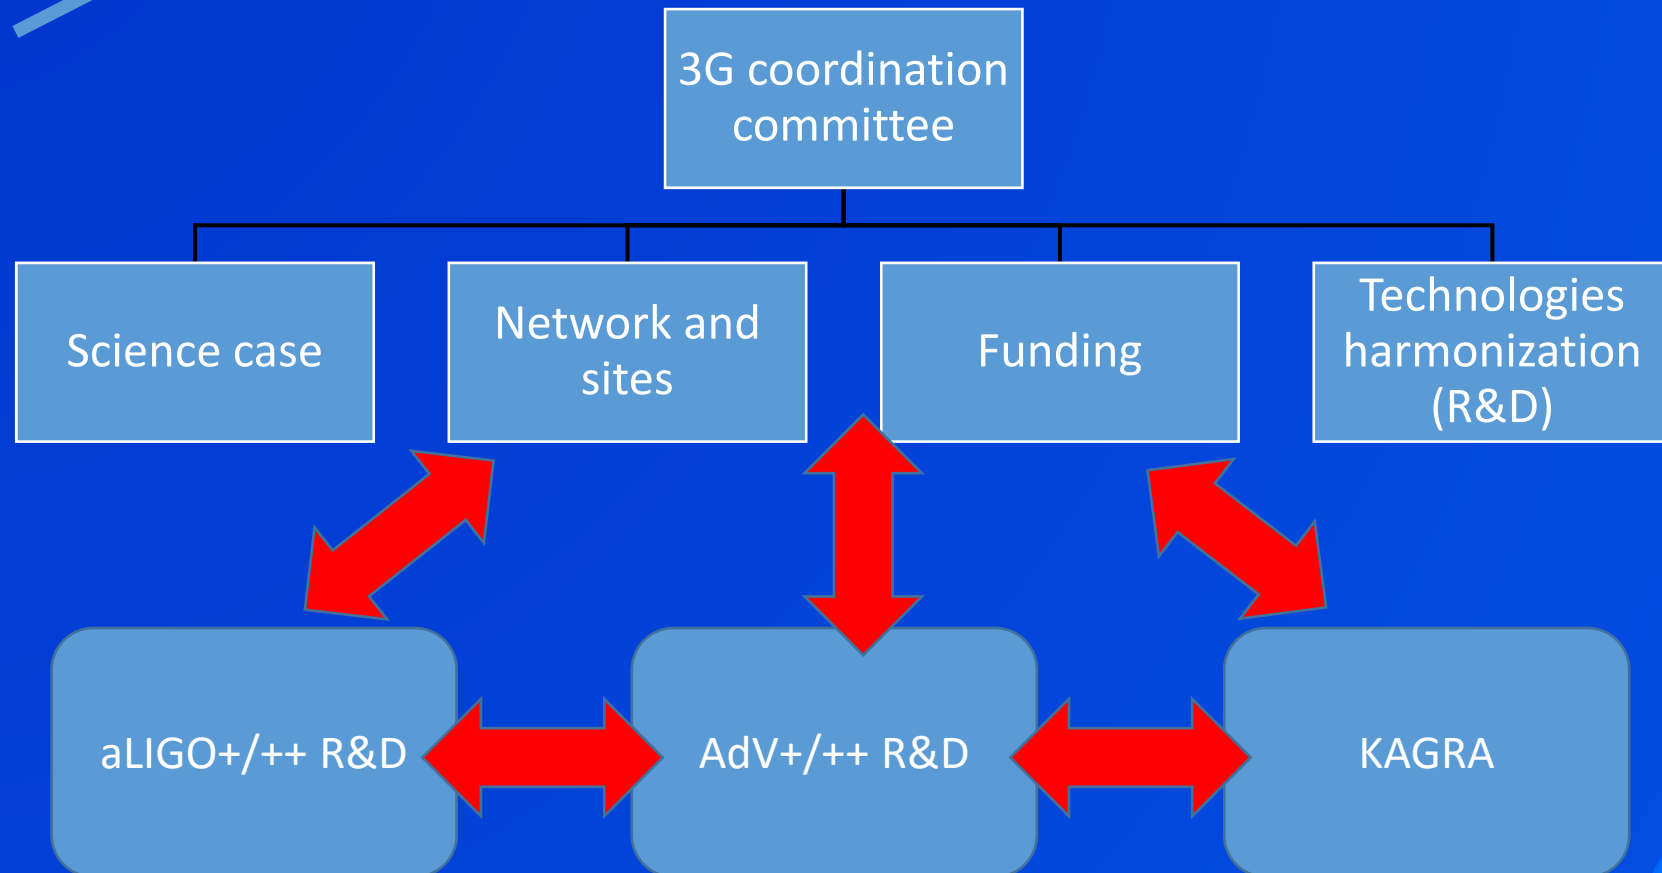 3G coordination
committee
Science case
Network and
sites
Funding
Technologies
harmonization
(R&D)
aLIGO+/++ R&D
AdV+/++ R&D
KAGRA